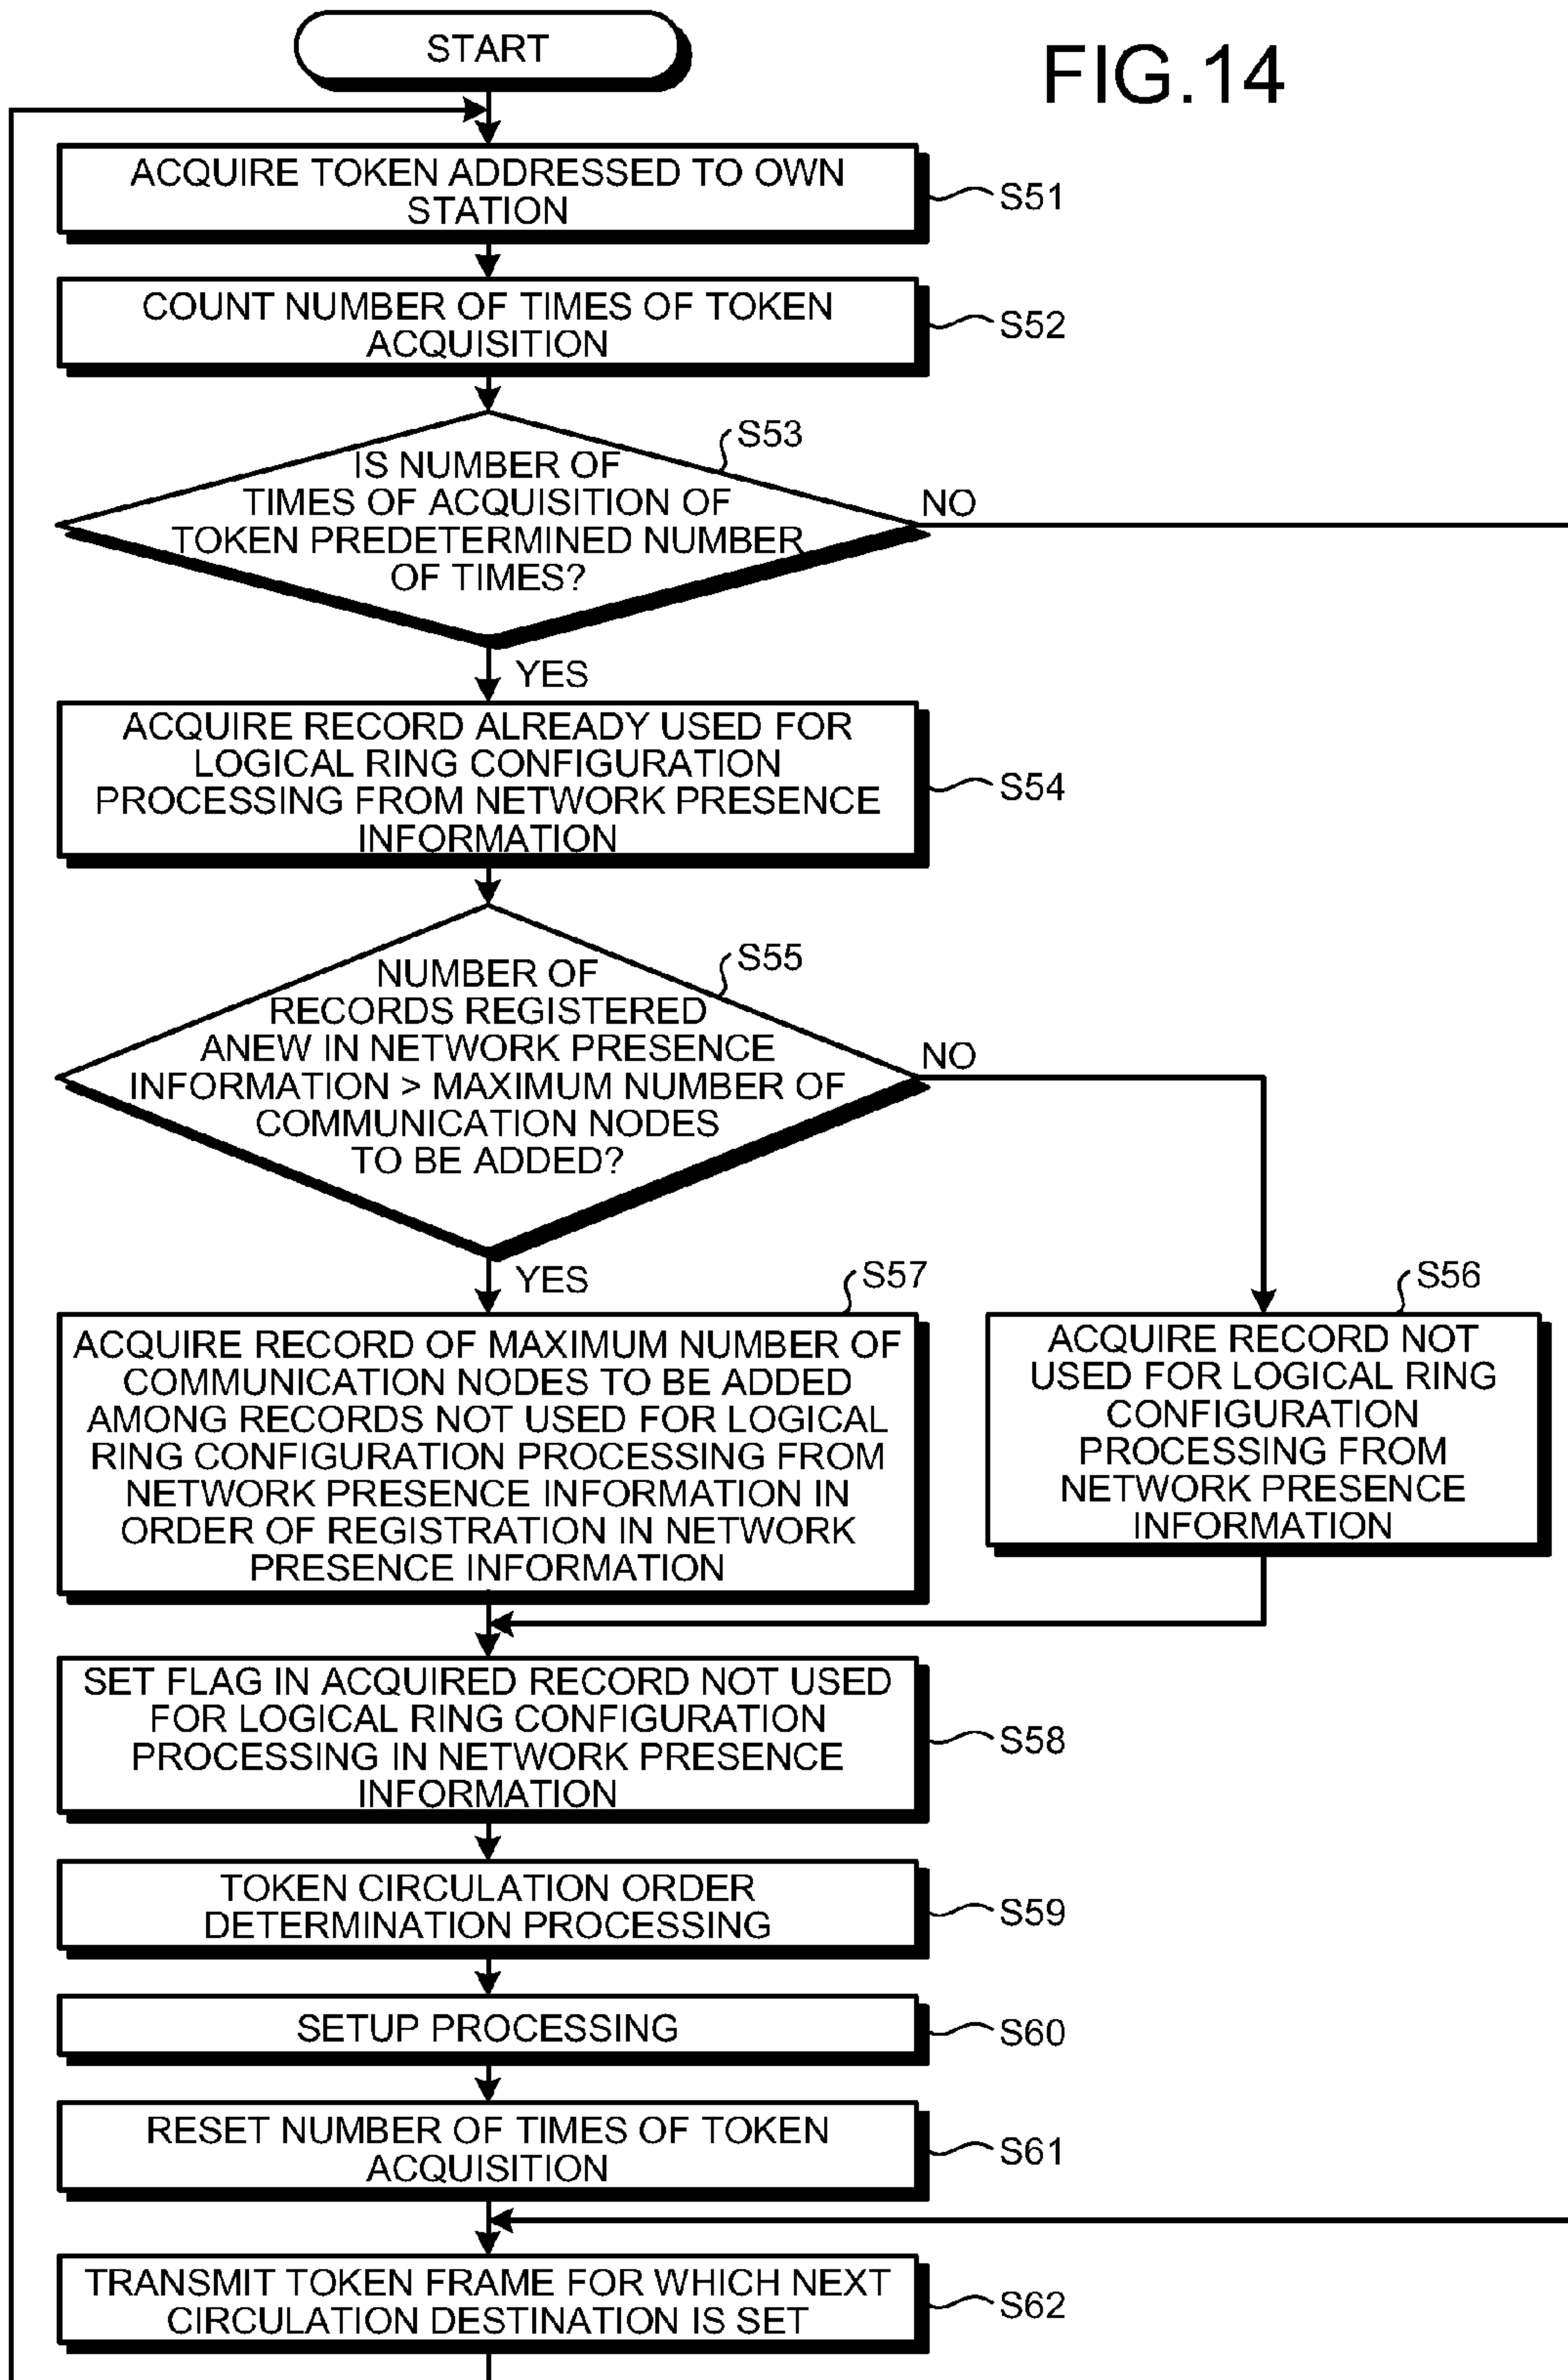 START
FIG.14
ACQUIRE TOKEN ADDRESSED TO OWN
STATION
S51
COUNT NUMBER OF TIMES OF TOKEN
ACQUISITION
S52
S53
IS NUMBER OF
TIMES OF ACQUISITION OF
TOKEN PREDETERMINED NUMBER
OF TIMES?
NO
YES
ACQUIRE RECORD ALREADY USED FOR
LOGICAL RING CONFIGURATION
PROCESSING FROM NETWORK PRESENCE
INFORMATION
S54
S55
NUMBER OF
RECORDS REGISTERED
ANEW IN NETWORK PRESENCE
INFORMATION > MAXIMUM NUMBER OF
COMMUNICATION NODES
TO BE ADDED?
NO
YES
S57
ACQUIRE RECORD OF MAXIMUM NUMBER OF
COMMUNICATION NODES TO BE ADDED
AMONG RECORDS NOT USED FOR LOGICAL
RING CONFIGURATION PROCESSING FROM
NETWORK PRESENCE INFORMATION IN
ORDER OF REGISTRATION IN NETWORK
PRESENCE INFORMATION
S56
ACQUIRE RECORD NOT
USED FOR LOGICAL RING
CONFIGURATION
PROCESSING FROM
NETWORK PRESENCE
INFORMATION
SET FLAG IN ACQUIRED RECORD NOT USED
FOR LOGICAL RING CONFIGURATION
PROCESSING IN NETWORK PRESENCE
INFORMATION
S58
TOKEN CIRCULATION ORDER
DETERMINATION PROCESSING
S59
SETUP PROCESSING
S60
RESET NUMBER OF TIMES OF TOKEN
ACQUISITION
S61
TRANSMIT TOKEN FRAME FOR WHICH NEXT
CIRCULATION DESTINATION IS SET
S62